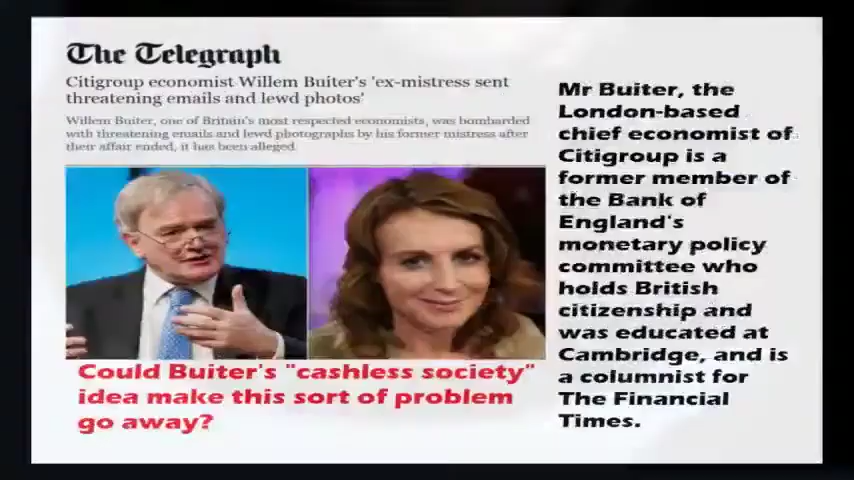 The Telegraph
Citigroup economist Willem Buiter's 'ex-mistress sent
threatening emails and lewd photos'
Willem Buiter, one of Britain's most respected economists, was bombarded
with threatening emails and lewd photographs by his former mistress after
their affair ended, it has been alleged
Could Buiter's "cashless society"
idea make this sort of problem
go away?
Mr Buiter, the
London-based
chief economist of
Citigroup is a
former member of
the Bank of
England's
monetary policy
committee who
holds British
citizenship and
was educated at
Cambridge, and is
a columnist for
The Financial
Times.